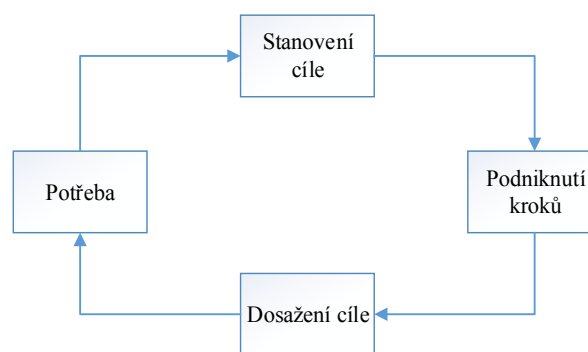 Stanovení
cíle
Potřeba
Podniknutí
kroků
Dosažení cíle